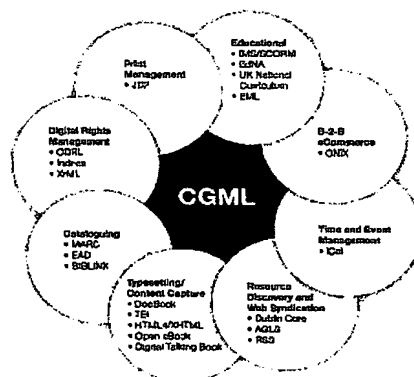 Educational
• IMS/SCORM
• EdNA
• UK National
Curriculum
• EML
B-2-B
eCommerce
• ONIX
Time and Event
Management
• iCal
Resource
Discovery and
Web Syndication
• Dublin Core
• AGLS
• RSS
Typesetting/
Content Capture
• DocBook
• TEI
• HTML4/XHTML
• Open eBook
• Digital Talking Book
Cataloguing
• MARC
• EAD
• BIBLINK
Digital Rights
Management
• ODRL
• Indecs
• XrML
Print
Management
• JDF
CGML